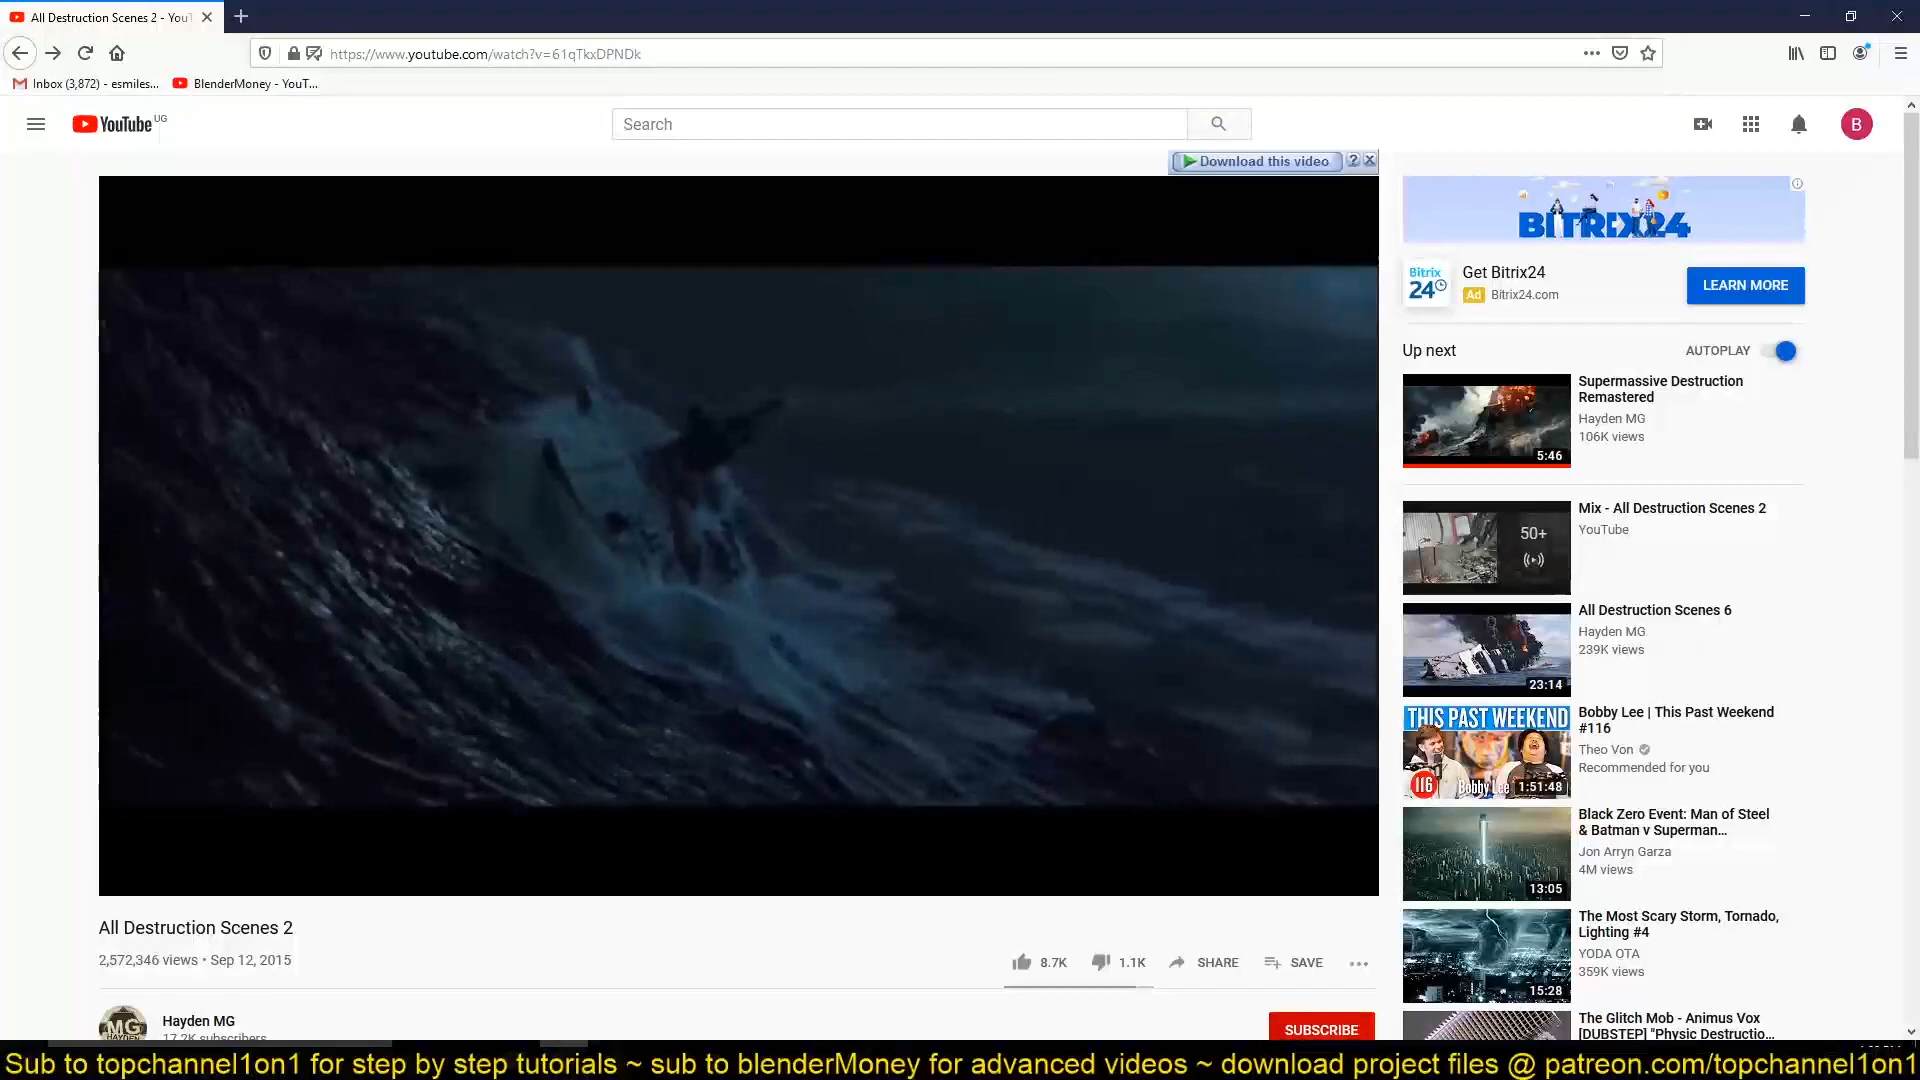 All Destruction Scenes 2 - YouT
https://www.youtube.com/watch?v=61qTkxDPNDk
Inbox (3,872) - esmiles...
BlenderMoney - YouT...
YouTube UG
Search
B
Download this video ?
BITRIX24
Bitrix 24
Get Bitrix24
Ad Bitrix24.com
LEARN MORE
Up next
AUTOPLAY
Supermassive Destruction
Remastered
Hayden MG
106K views
5:46
Mix - All Destruction Scenes 2
YouTube
50+
All Destruction Scenes 6
Hayden MG
239K views
23:14
THIS PAST WEEKEND
116
Bobby Lee
1:51:48
Bobby Lee | This Past Weekend
#116
Theo Von
Recommended for you
Black Zero Event: Man of Steel
& Batman v Superman...
Jon Arryn Garza
4M views
13:05
The Most Scary Storm, Tornado,
Lighting #4
YODA OTA
359K views
15:28
The Glitch Mob - Animus Vox
[DUBSTEP] "Physic Destructio...
All Destruction Scenes 2
2,572,346 views • Sep 12, 2015
8.7K
1.1K
SHARE
SAVE
MG
HAYDEN
Hayden MG
17.2K subscribers
SUBSCRIBE
Sub to topchannel1on1 for step by step tutorials ~ sub to blenderMoney for advanced videos ~ download project files @ patreon.com/topchannel1on1